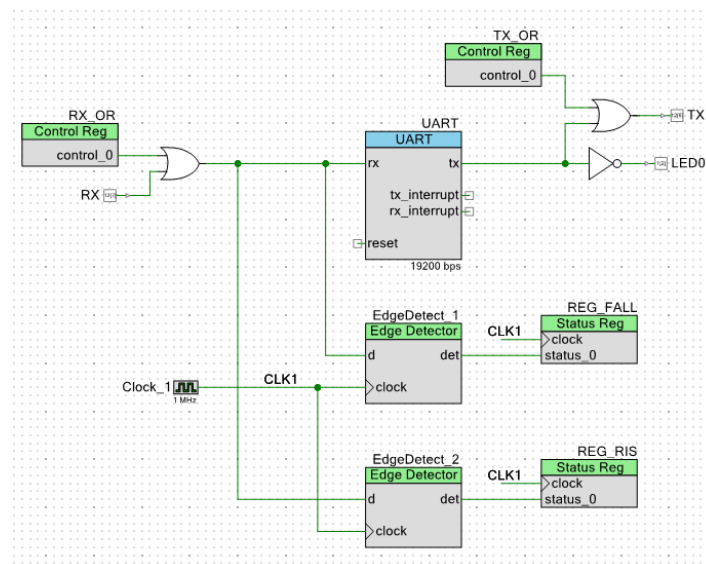 TX_OR
Control Reg
control_0
RX_OR
Control Reg
control_0
RX
TX
LED0
UART
UART
rx
tx
tx_interrupt
rx_interrupt
reset
19200 bps
EdgeDetect_1
Edge Detector
d
det
clock
REG_FALL
Status Reg
CLK1
clock
status_0
Clock_1
1 MHz
CLK1
EdgeDetect_2
Edge Detector
d
det
clock
REG_RIS
Status Reg
CLK1
clock
status_0